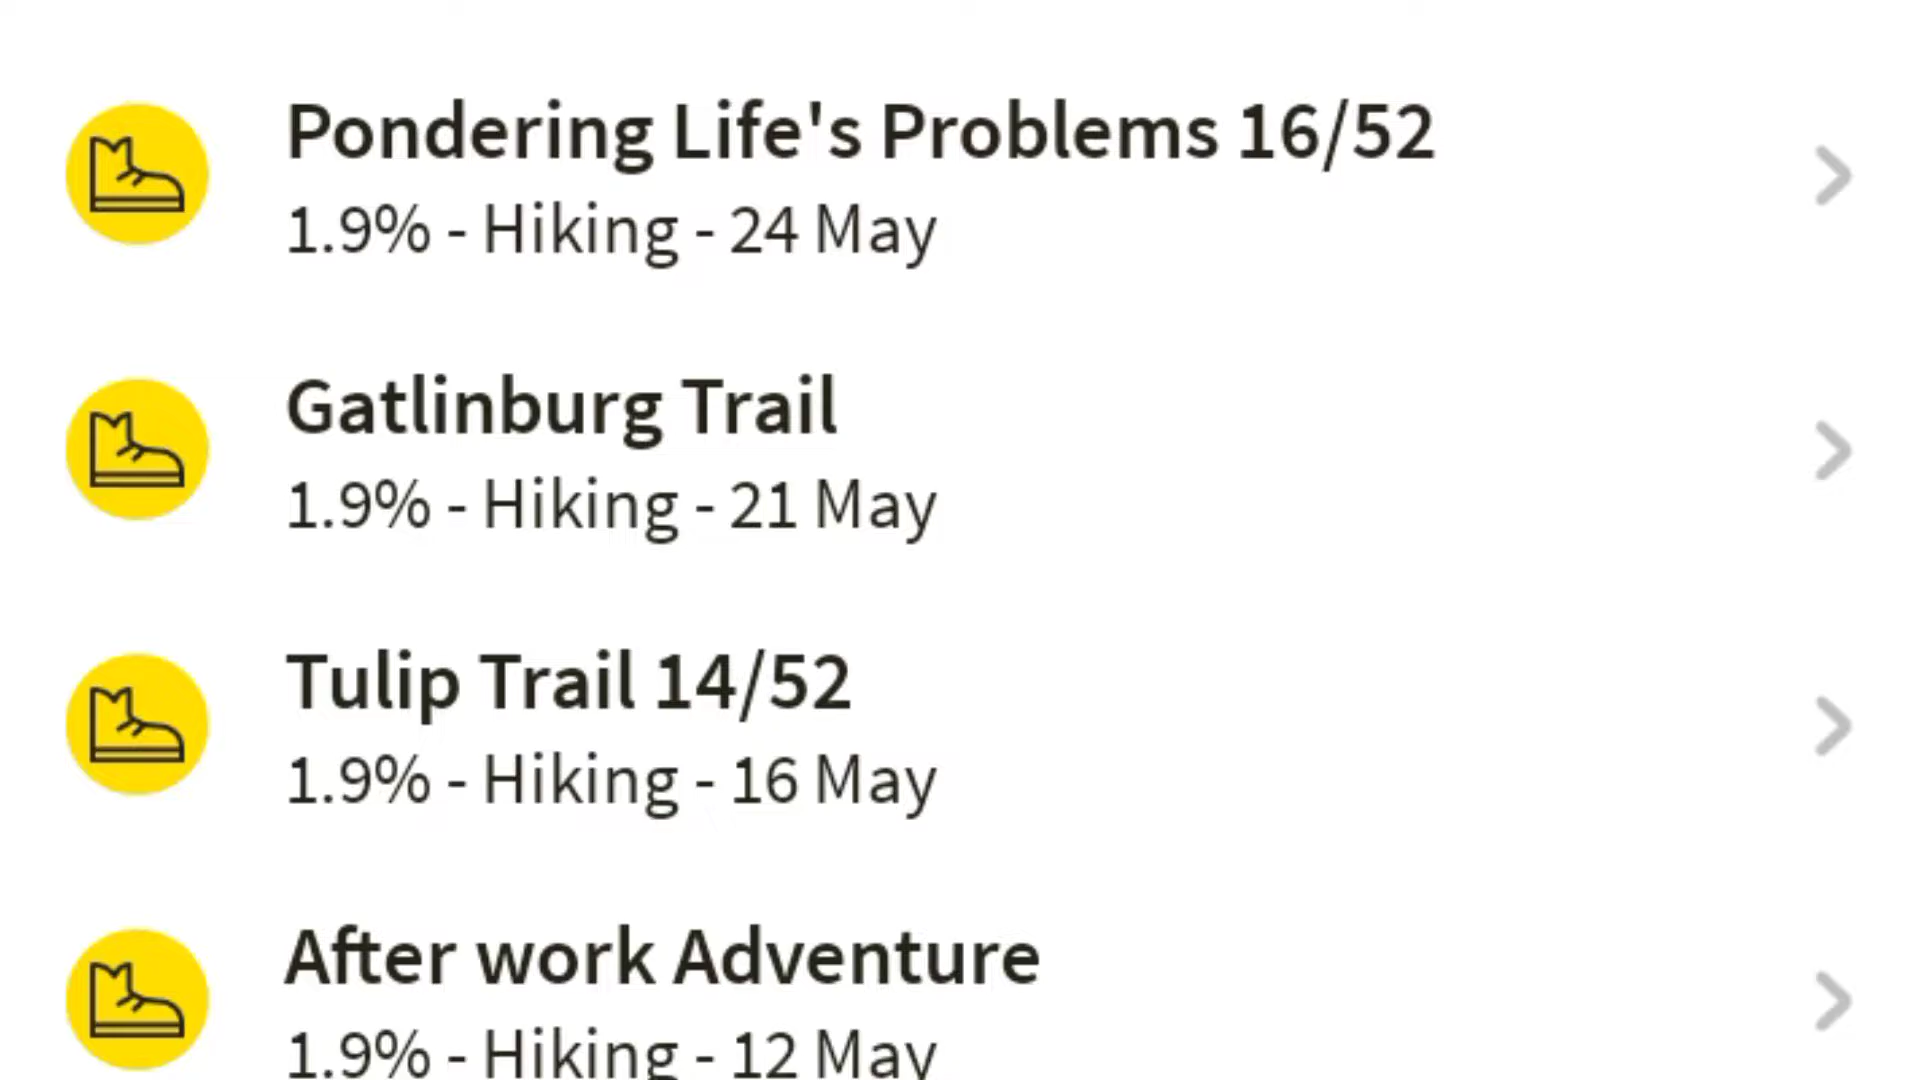 Pondering Life's Problems 16/52
1.9% - Hiking - 24 May
Gatlinburg Trail
1.9% - Hiking - 21 May
Tulip Trail 14/52
1.9% - Hiking - 16 May
After work Adventure
1.9% - Hiking - 12 May